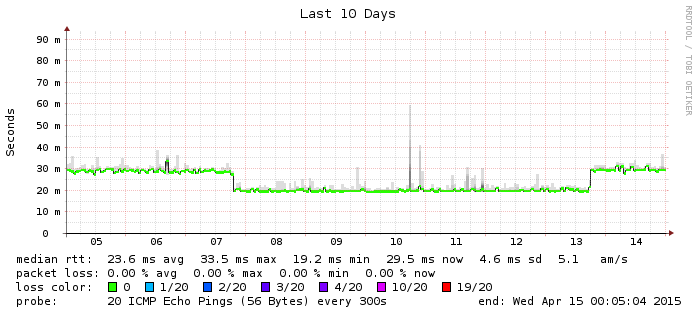 Last 10 Days
RRDTOOL / TOBI OETIKER
Seconds
90 m
80 m
70 m
60 m
50 m
40 m
30 m
20 m
10 m
0
05 06 07 08 09 10 11 12 13 14
median rtt: 23.6 ms avg 33.5 ms max 19.2 ms min 29.5 ms now 4.6 ms sd 5.1 am/s
packet loss: 0.00 % avg 0.00 % max 0.00 % min 0.00 % now
loss color: 0 1/20 2/20 3/20 4/20 10/20 19/20
probe: 20 ICMP Echo Pings (56 Bytes) every 300s end: Wed Apr 15 00:05:04 2015